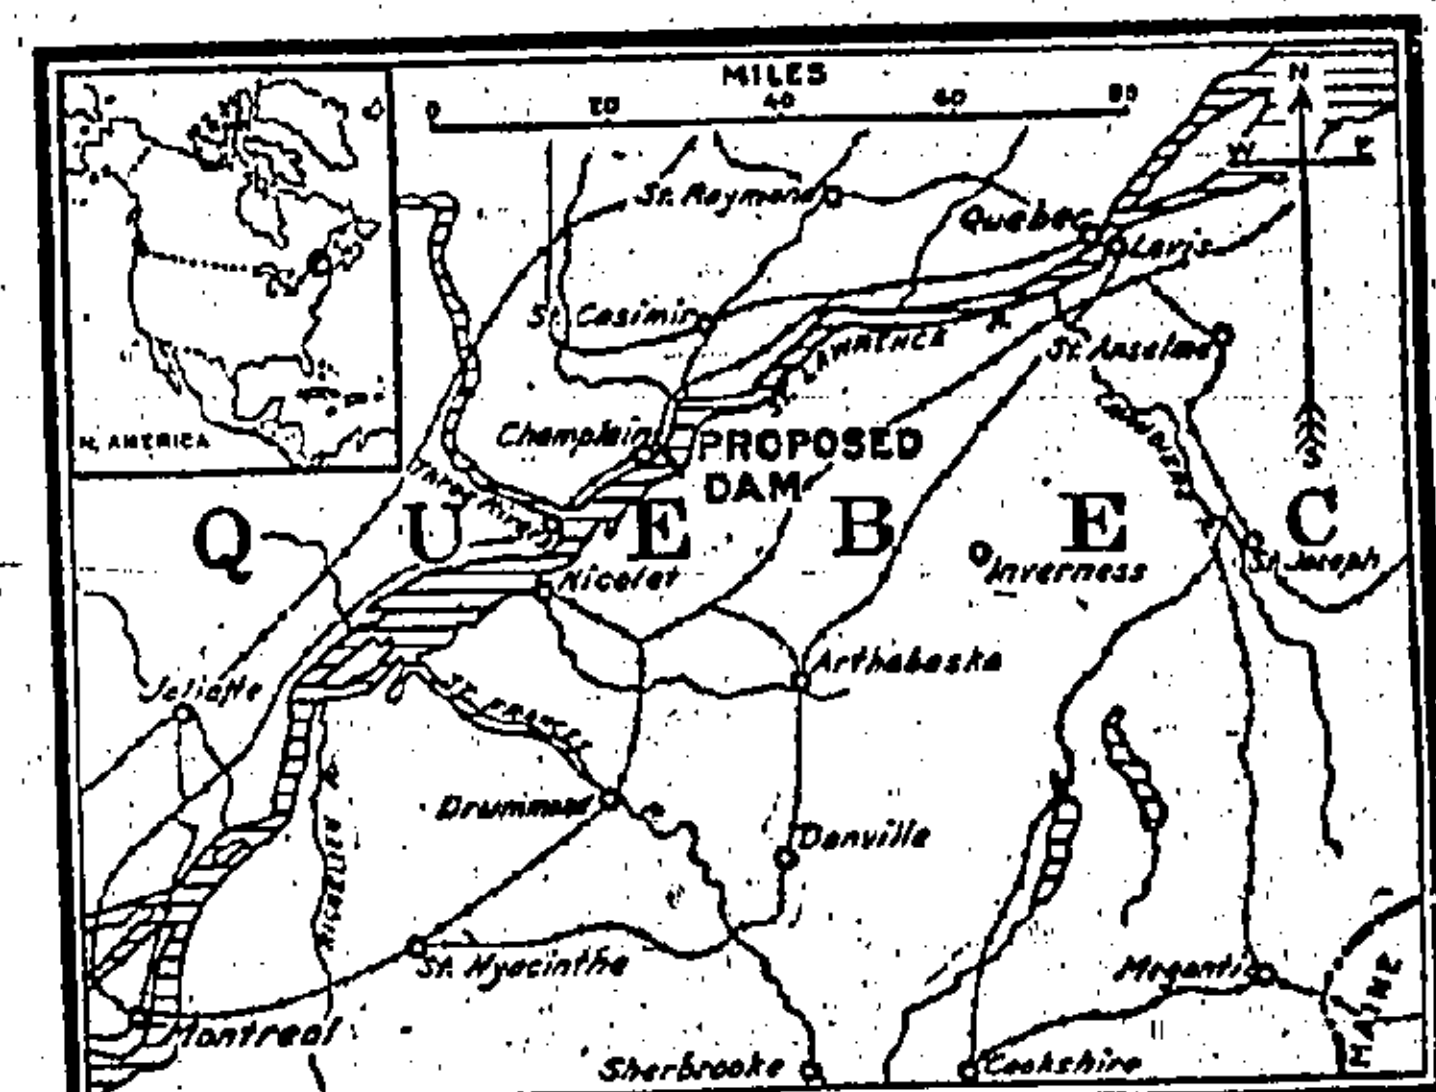 MILES
0 20 40 60 80
N
W E
S
N. AMERICA
St. Raymond
Quebec
Levis
St. Casimir
ST. LAWRENCE R.
St. Anselme
Champlain
PROPOSED
DAM
Three Rivers
CHAUDIERE
QUEBEC
Nicolet
Inverness
St. Joseph
Joliette
Arthabaska
ST. FRANCIS
R.
Drummond
R.
RICHELIEU
Danville
St. Hyacinthe
Megantic
MAINE
Montreal
Sherbrooke
Cookshire